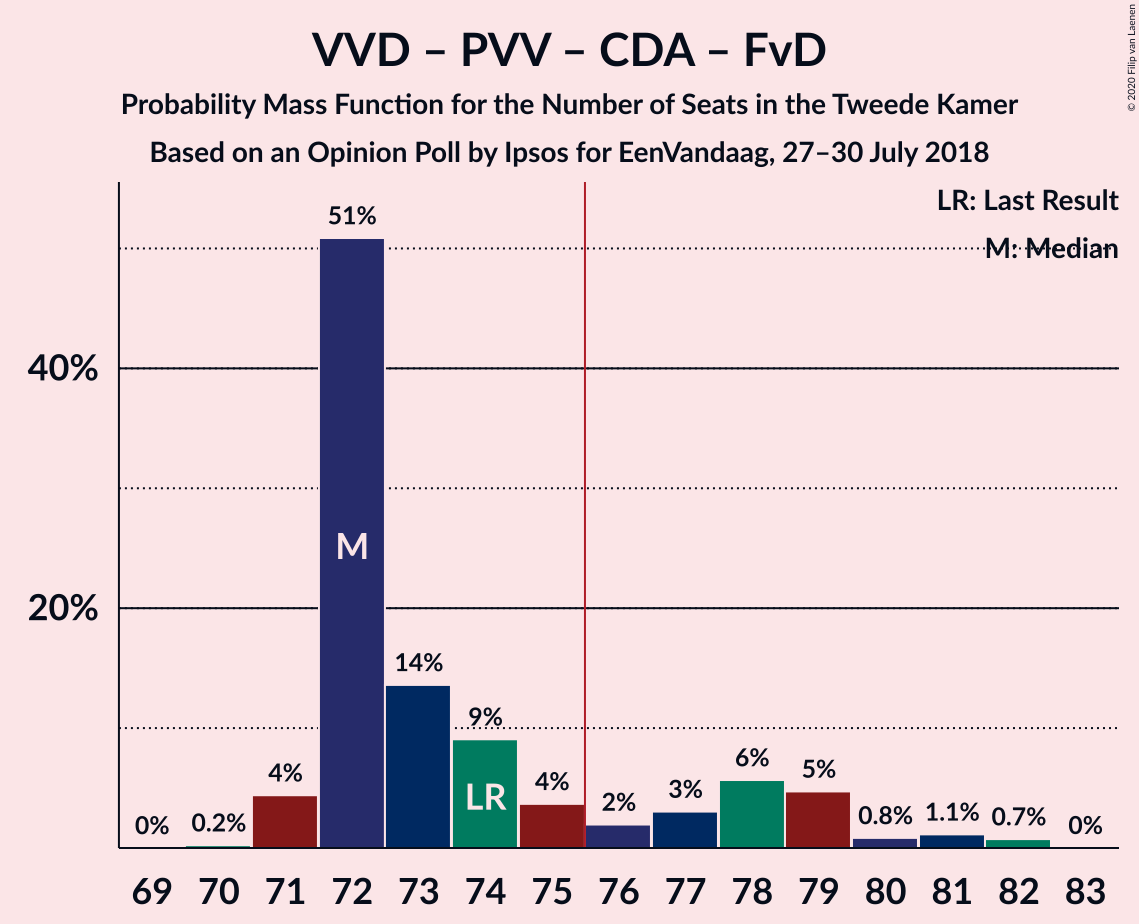 VVD – PVV – CDA – FvD
Probability Mass Function for the Number of Seats in the Tweede Kamer
Based on an Opinion Poll by Ipsos for EenVandaag, 27–30 July 2018
© 2020 Filip van Laenen
LR: Last Result
M: Median
40%
20%
0%
0.2%
4%
51%
14%
9%
4%
2%
3%
6%
5%
0.8%
1.1%
0.7%
0%
M
LR
69 70 71 72 73 74 75 76 77 78 79 80 81 82 83